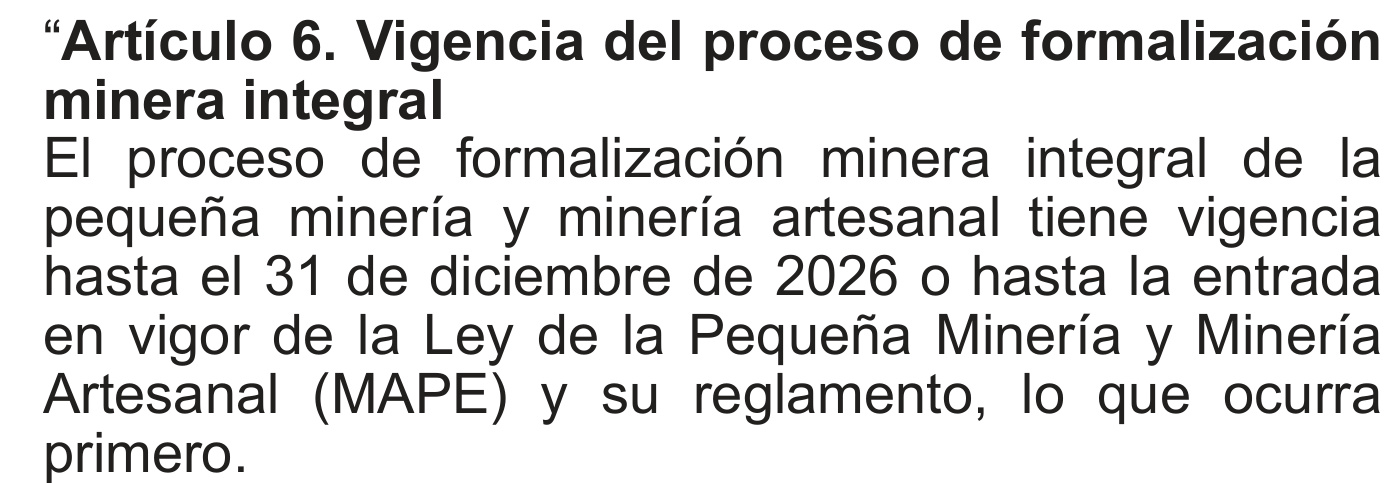 “Artículo 6. Vigencia del proceso de formalización
minera integral
El proceso de formalización minera integral de la
pequeña minería y minería artesanal tiene vigencia
hasta el 31 de diciembre de 2026 o hasta la entrada
en vigor de la Ley de la Pequeña Minería y Minería
Artesanal (MAPE) y su reglamento, lo que ocurra
primero.